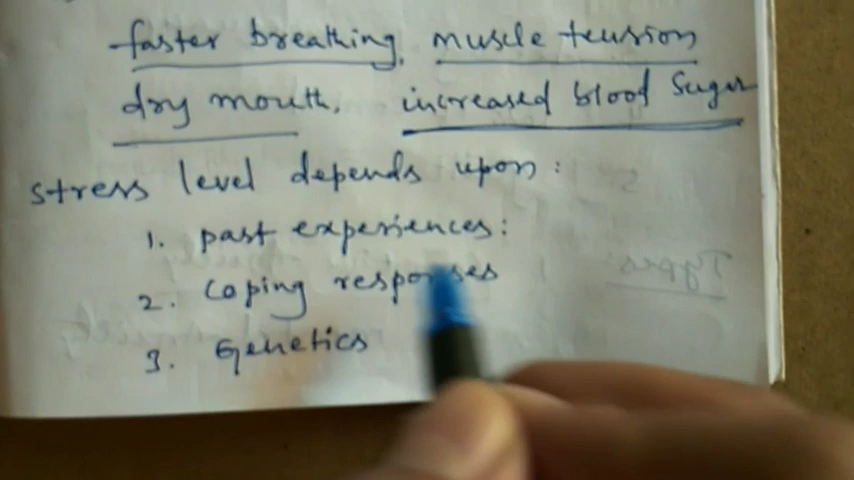 faster breathing, muscle tension
dry mouth, increased blood Sugar
stress level depends upon:
1. past experiences:
2. Coping responses
3. Genetics
Types